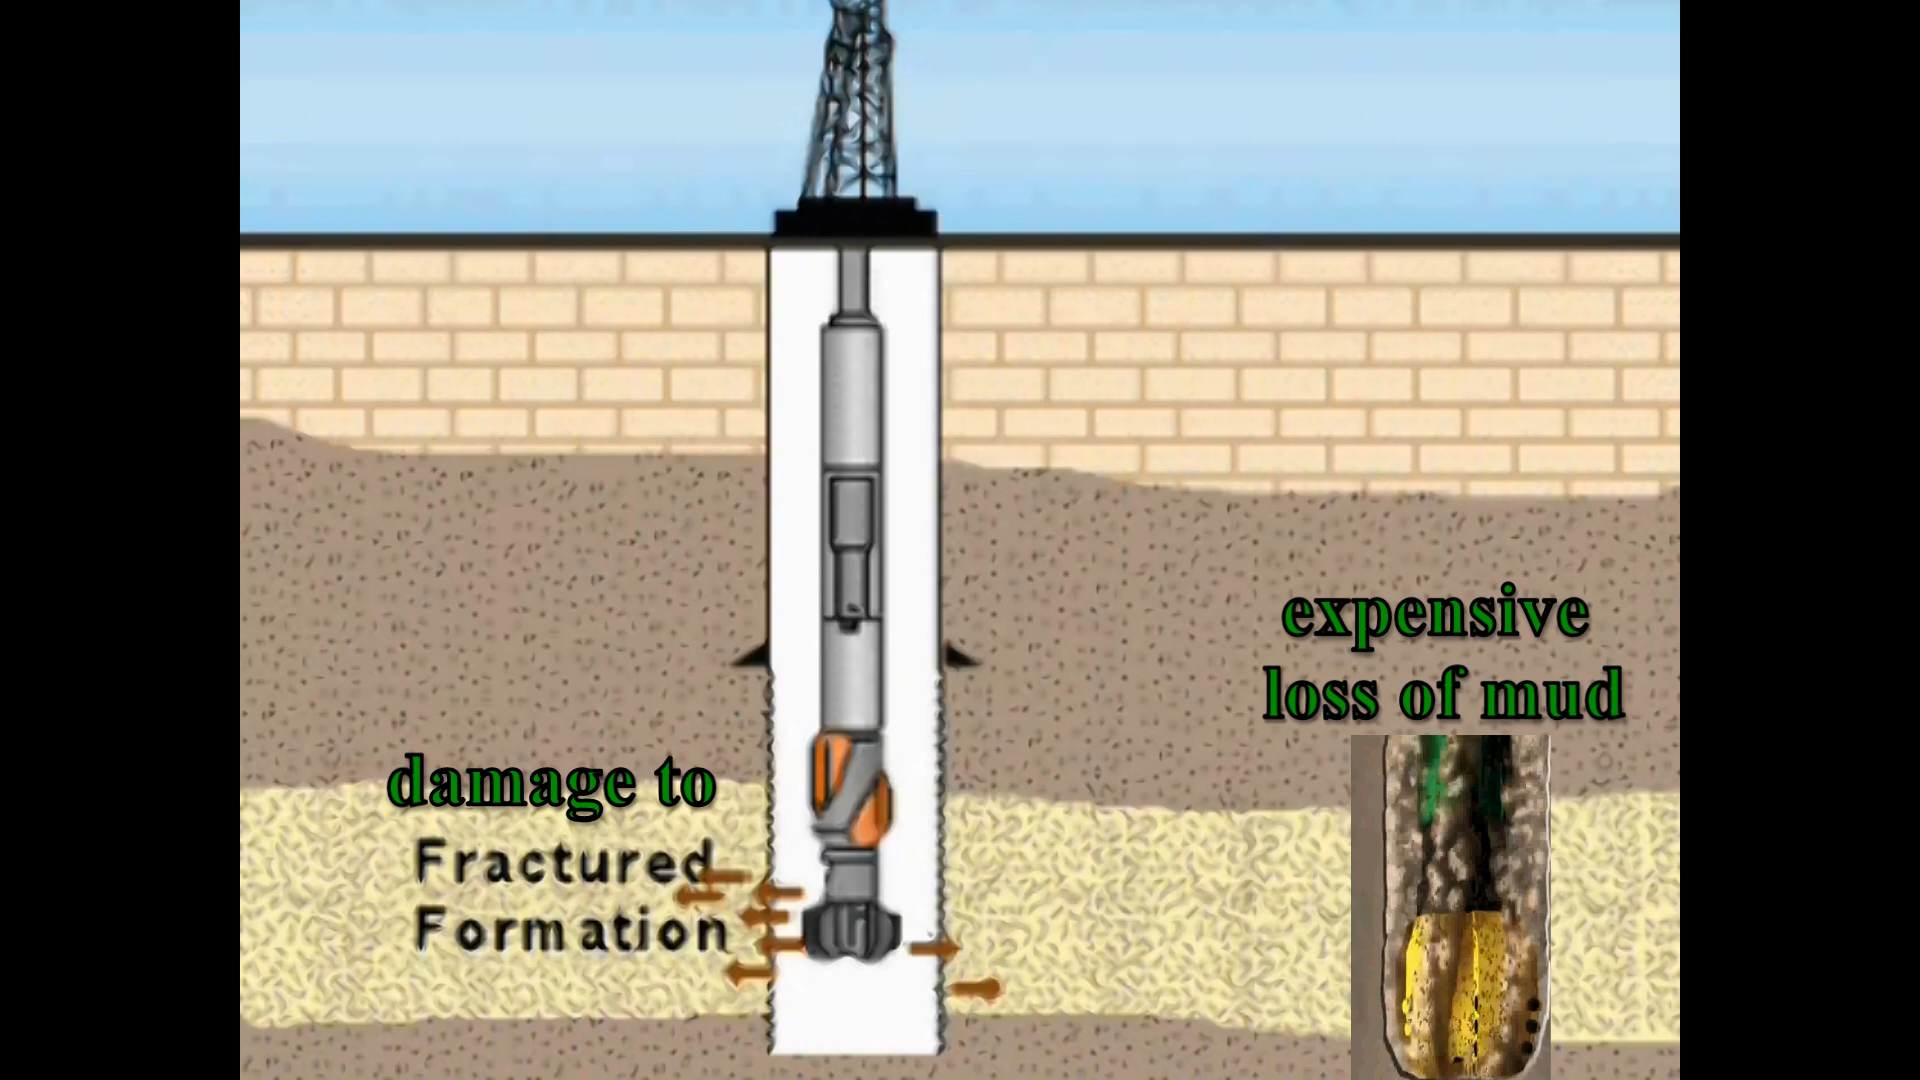 expensive
loss of mud
damage to
Fractured
Formation